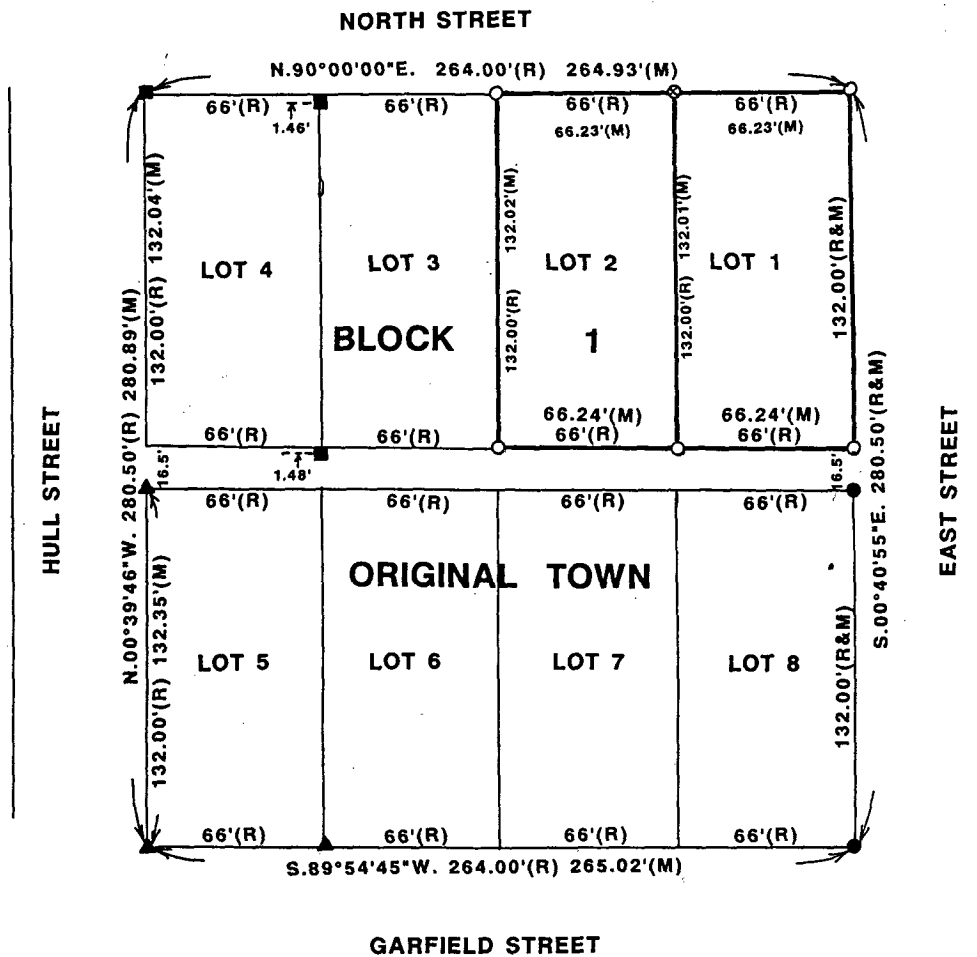 NORTH STREET
N.90°00'00"E. 264.00'(R) 264.93'(M)
66'(R) 66'(R) 66'(R) 66'(R)
1.46' 66.23'(M) 66.23'(M)
132.00'(R) 132.04'(M)
132.00'(R) 132.02'(M).
132.00'(R) 132.01'(M)
132.00'(R&M)
LOT 4 LOT 3 LOT 2 LOT 1
BLOCK 1
66.24'(M) 66.24'(M)
66'(R) 66'(R) 66'(R) 66'(R)
1.48'
16.5' 16.5'
N.00°39'46"W. 280.50'(R) 280.89'(M)
S.00°40'55"E. 280.50'(R&M)
HULL STREET
EAST STREET
66'(R) 66'(R) 66'(R) 66'(R)
ORIGINAL TOWN
132.00'(R) 132.35'(M)
132.00'(R&M)
LOT 5 LOT 6 LOT 7 LOT 8
66'(R) 66'(R) 66'(R) 66'(R)
S.89°54'45"W. 264.00'(R) 265.02'(M)
GARFIELD STREET